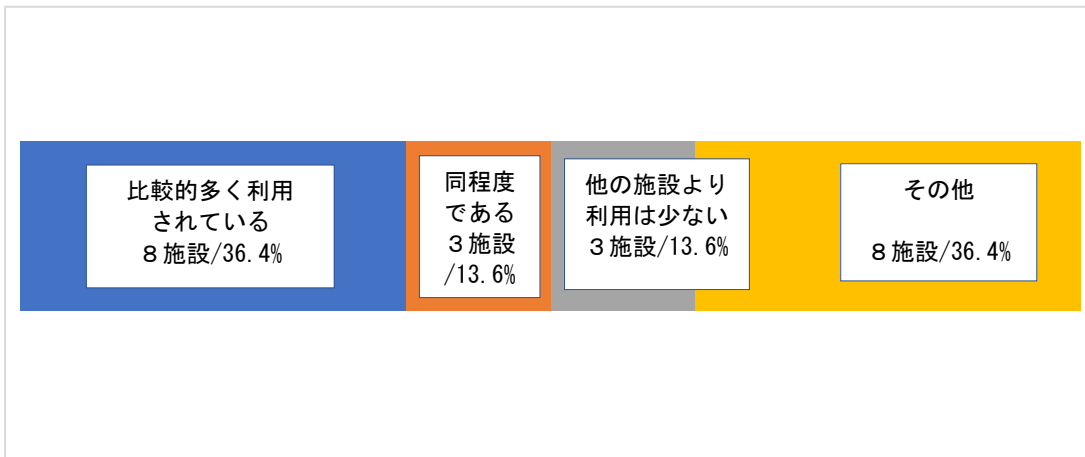 比較的多く利用
されている
８施設/36.4%
同程度
である
３施設
/13.6%
他の施設より
利用は少ない
３施設/13.6%
その他
８施設/36.4%